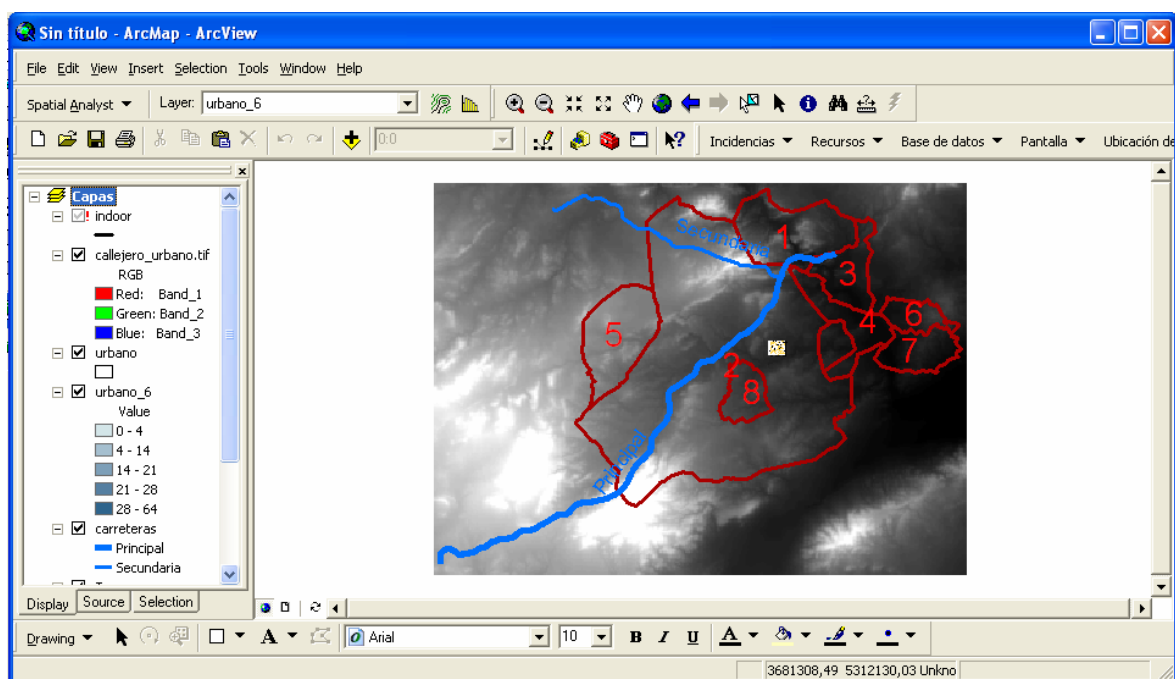 Sin título - ArcMap - ArcView
File Edit View Insert Selection Tools Window Help
Spatial Analyst Layer: urbano_6
0:0 Incidencias Recursos Base de datos Pantalla Ubicación de
Capas
indoor
callejero_urbano.tif
RGB
Red: Band_1
Green: Band_2
Blue: Band_3
urbano
urbano_6
Value
0 - 4
4 - 14
14 - 21
21 - 28
28 - 64
carreteras
Principal
Secundaria
Secundaria
1
3
5
4
6
7
2
8
Principal
Display Source Selection
Drawing Arial 10 B I U A
3681308,49 5312130,03 Unkno